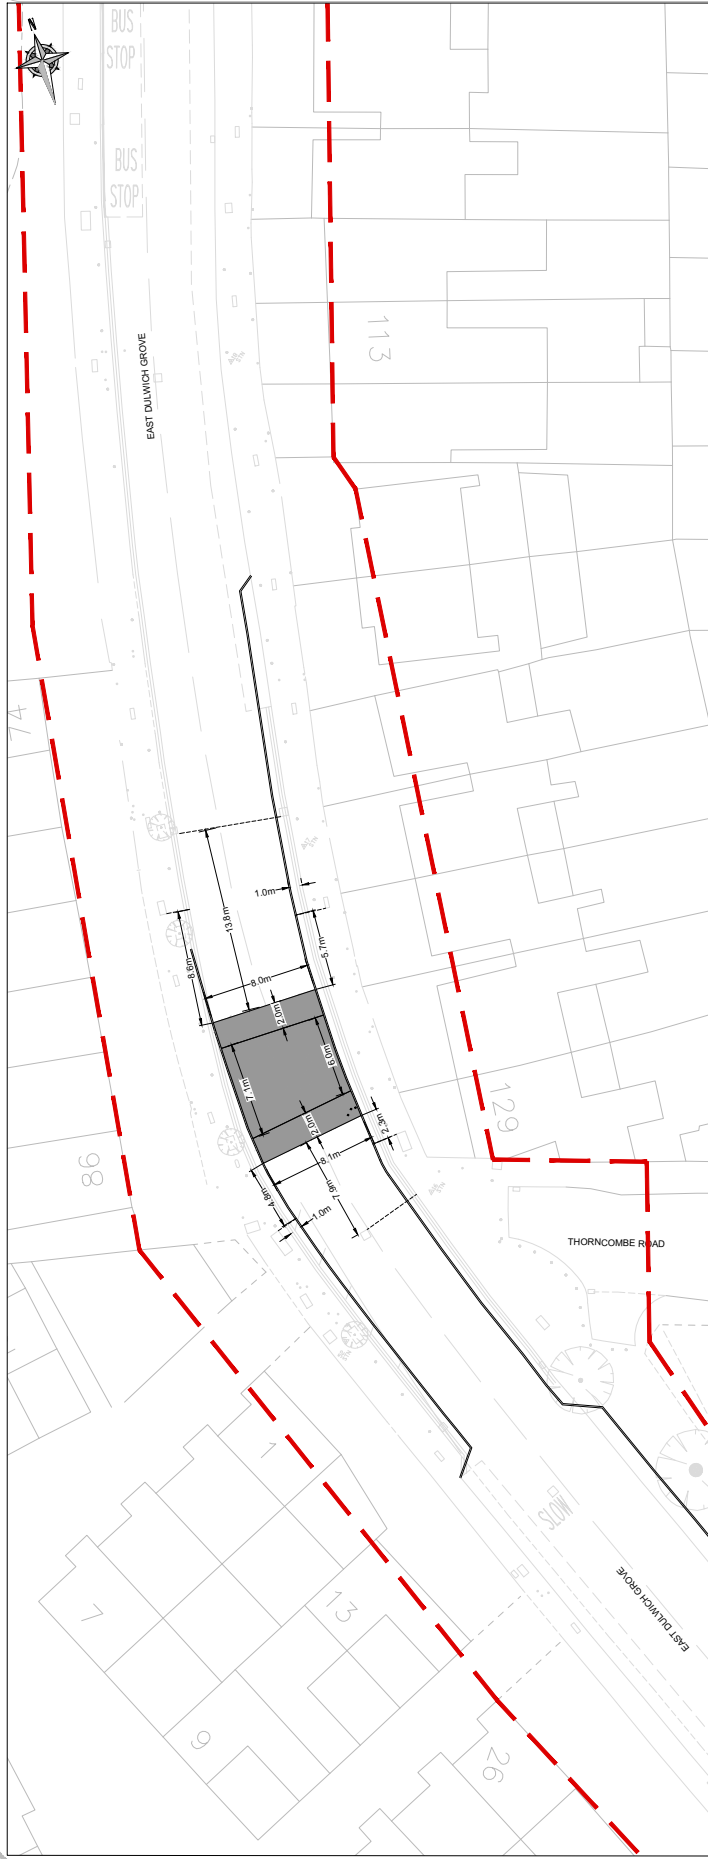 N
BUS
STOP
BUS
STOP
EAST DULWICH GROVE
113
74
1.0m
13.8m
5.7m
8.6m
8.0m
2.0m
6.0m
7.1m
2.0m
2.3m
129
98
8.1m
4.8m
7.9m
1.0m
THORNCOMBE ROAD
1
SLOW
7
13
EAST DULWICH GROVE
9
26